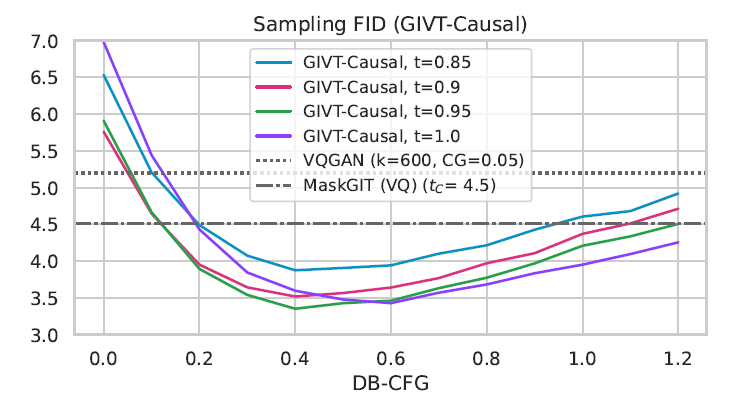 Sampling FID (GIVT-Causal)
7.0
6.5
6.0
5.5
5.0
4.5
4.0
3.5
3.0
GIVT-Causal, t=0.85
GIVT-Causal, t=0.9
GIVT-Causal, t=0.95
GIVT-Causal, t=1.0
VQGAN (k=600, CG=0.05)
MaskGIT (VQ) (t_C= 4.5)
0.0 0.2 0.4 0.6 0.8 1.0 1.2
DB-CFG